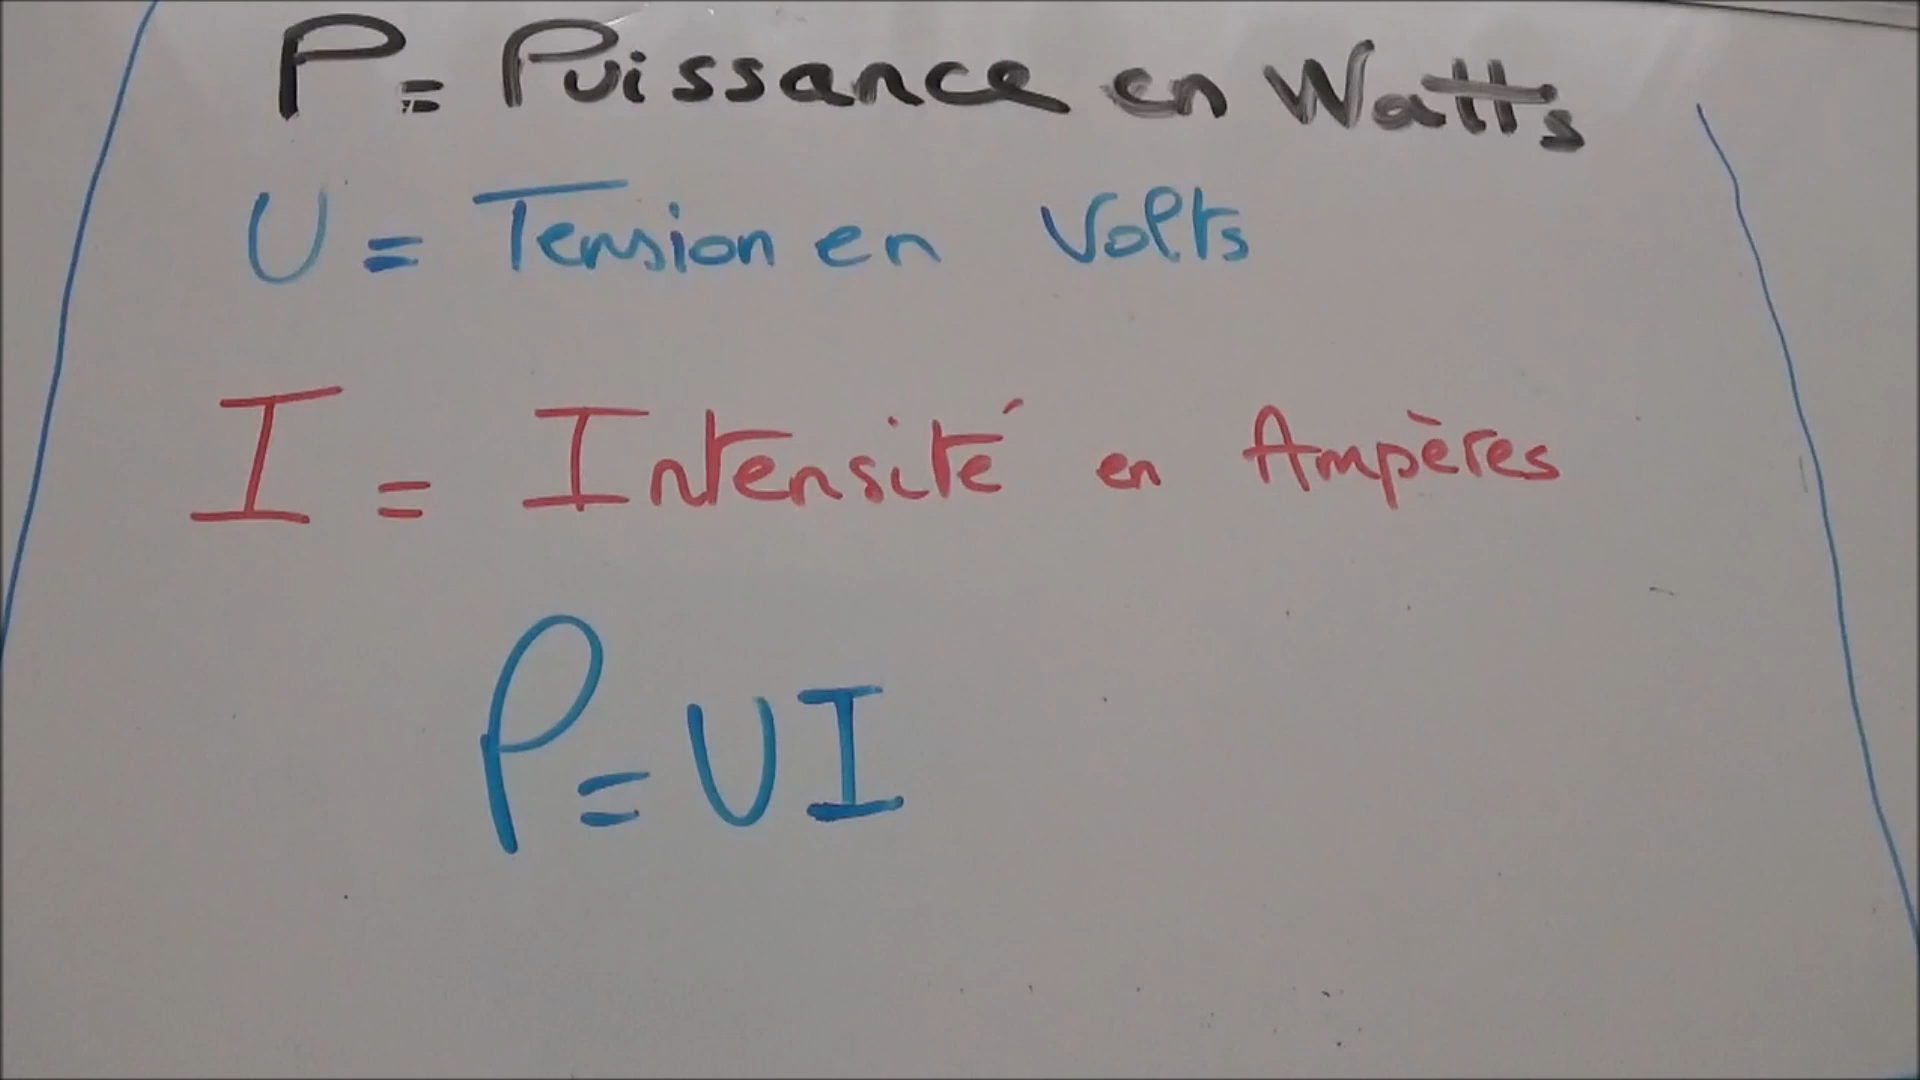 P = Puissance en Watts
U = Tension en Volts
I = Intensité en Ampères
P = UI